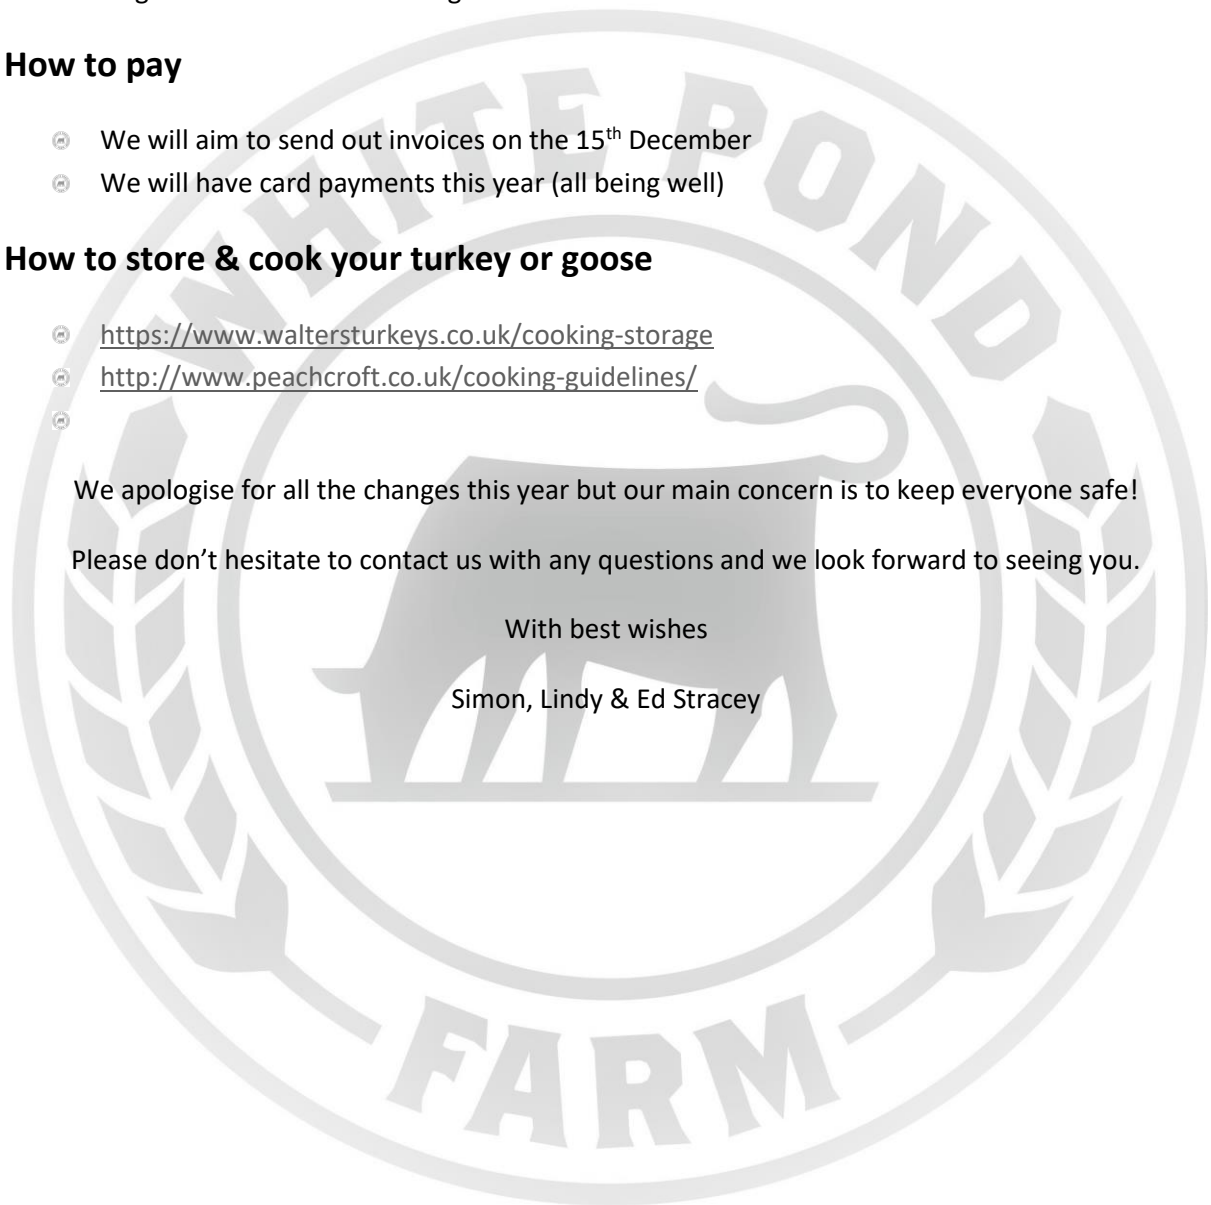 How to pay
We will aim to send out invoices on the 15th December
We will have card payments this year (all being well)
How to store & cook your turkey or goose
https://www.waltersturkeys.co.uk/cooking-storage
http://www.peachcroft.co.uk/cooking-guidelines/
We apologise for all the changes this year but our main concern is to keep everyone safe!
Please don’t hesitate to contact us with any questions and we look forward to seeing you.
With best wishes
Simon, Lindy & Ed Stracey
WHITE POND
FARM